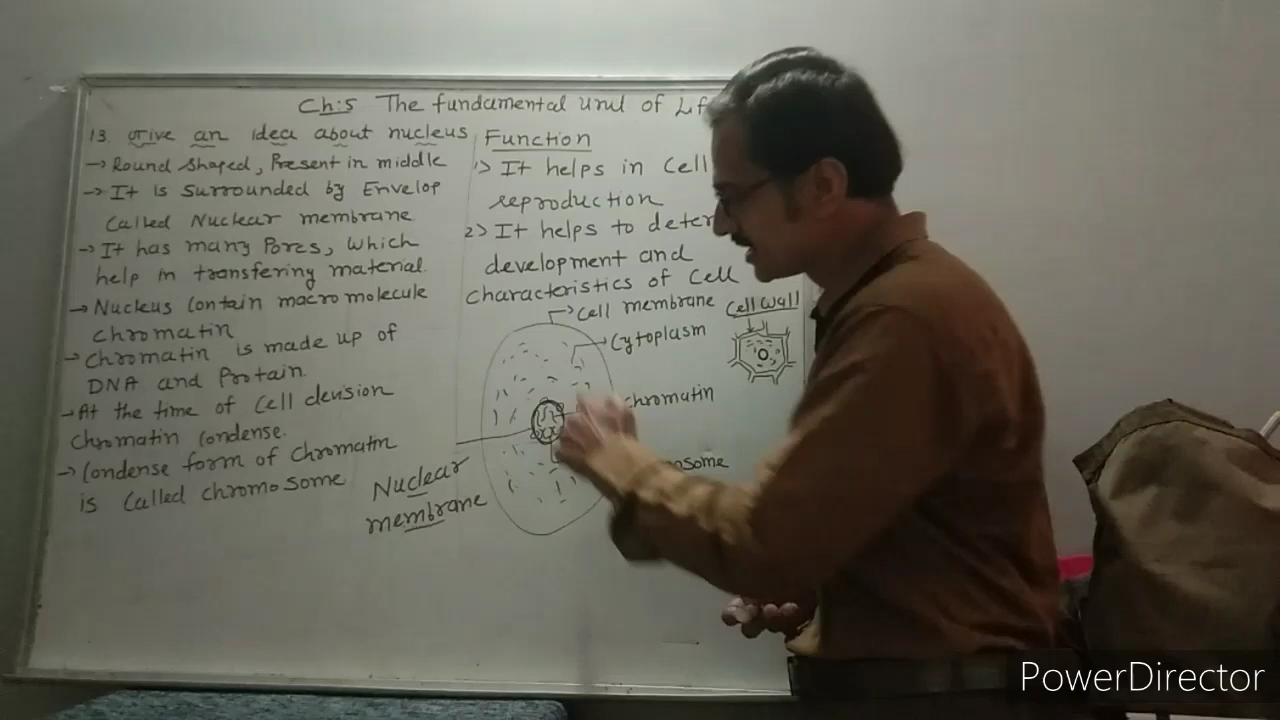 Ch:5 The fundamental unit of Lif
13. Give an idea about nucleus
→ Round shaped, Present in middle
→ It is surrounded by Envelop
Called Nuclear membrane
→ It has many Pores, which
help in transfering material.
→ Nucleus Contain macromolecule
Chromatin
→ Chromatin is made up of
DNA and Protain.
→ At the time of Cell devision
Chromatin Condense.
→ Condense form of Chromatin
is Called chromosome
Function
1> It helps in Cell
reproduction
2> It helps to deter
development and
Characteristics of Cell
Cell membrane
Cell wall
Cytoplasm
chromatin
osome
Nuclear
membrane
PowerDirector